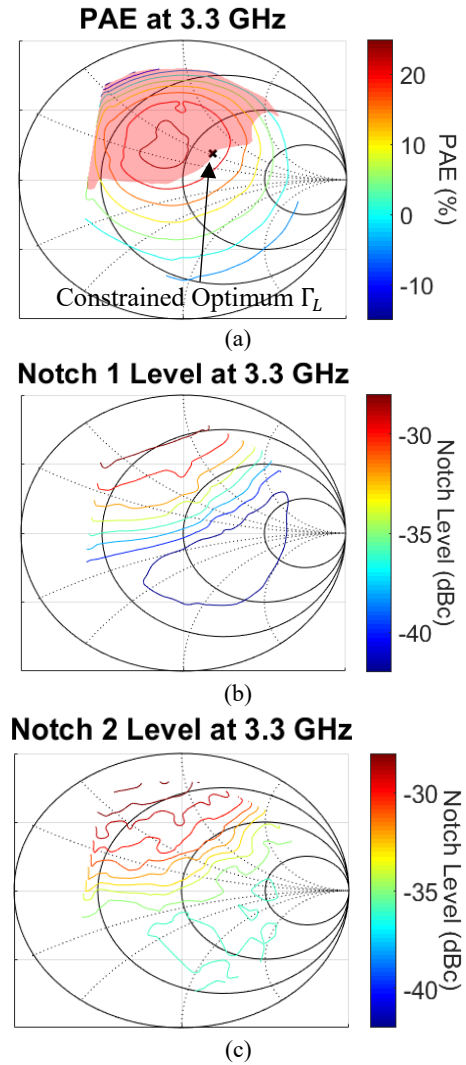 PAE at 3.3 GHz
20
10
0
-10
PAE (%)
Constrained Optimum Γ_L
(a)
Notch 1 Level at 3.3 GHz
-30
-35
-40
Notch Level (dBc)
(b)
Notch 2 Level at 3.3 GHz
-30
-35
-40
Notch Level (dBc)
(c)